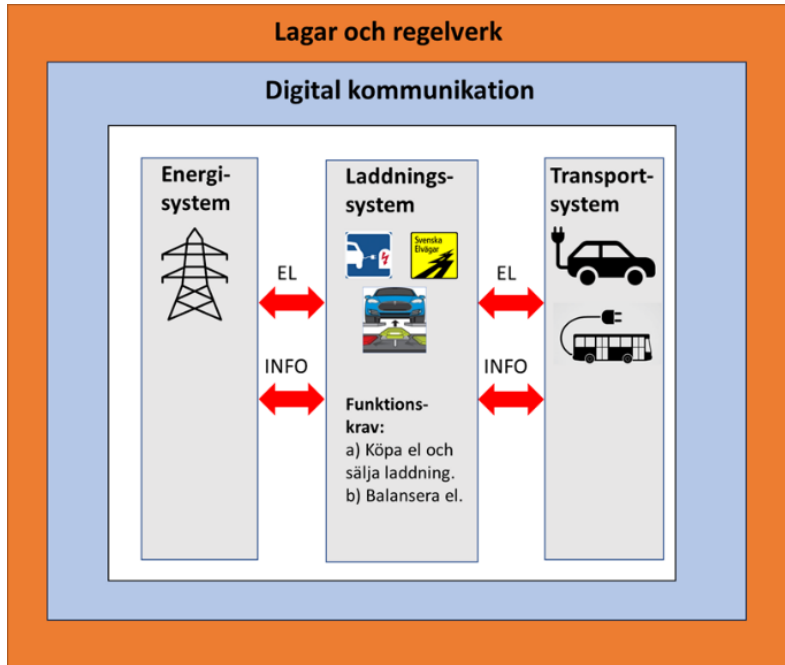 Lagar och regelverk
Digital kommunikation
Energi-
system
Laddnings-
system
Transport-
system
Svenska
Elvägar
EL
EL
INFO
INFO
Funktions-
krav:
a) Köpa el och
sälja laddning.
b) Balansera el.